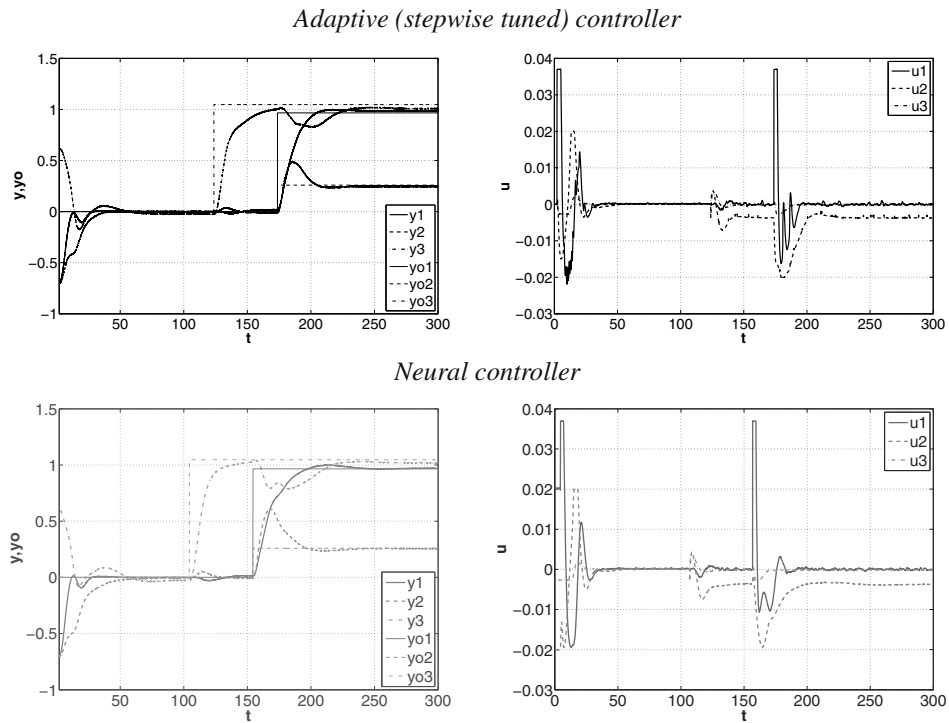 Adaptive (stepwise tuned) controller
1.5
1
0.5
0
−0.5
−1
y,yo
50 100 150 200 250 300
t
y1
y2
y3
yo1
yo2
yo3
0.04
0.03
0.02
0.01
0
−0.01
−0.02
−0.03
u
0 50 100 150 200 250 300
t
u1
u2
u3
Neural controller
1.5
1
0.5
0
−0.5
−1
y,yo
50 100 150 200 250 300
t
y1
y2
y3
yo1
yo2
yo3
0.04
0.03
0.02
0.01
0
−0.01
−0.02
−0.03
u
0 50 100 150 200 250 300
t
u1
u2
u3